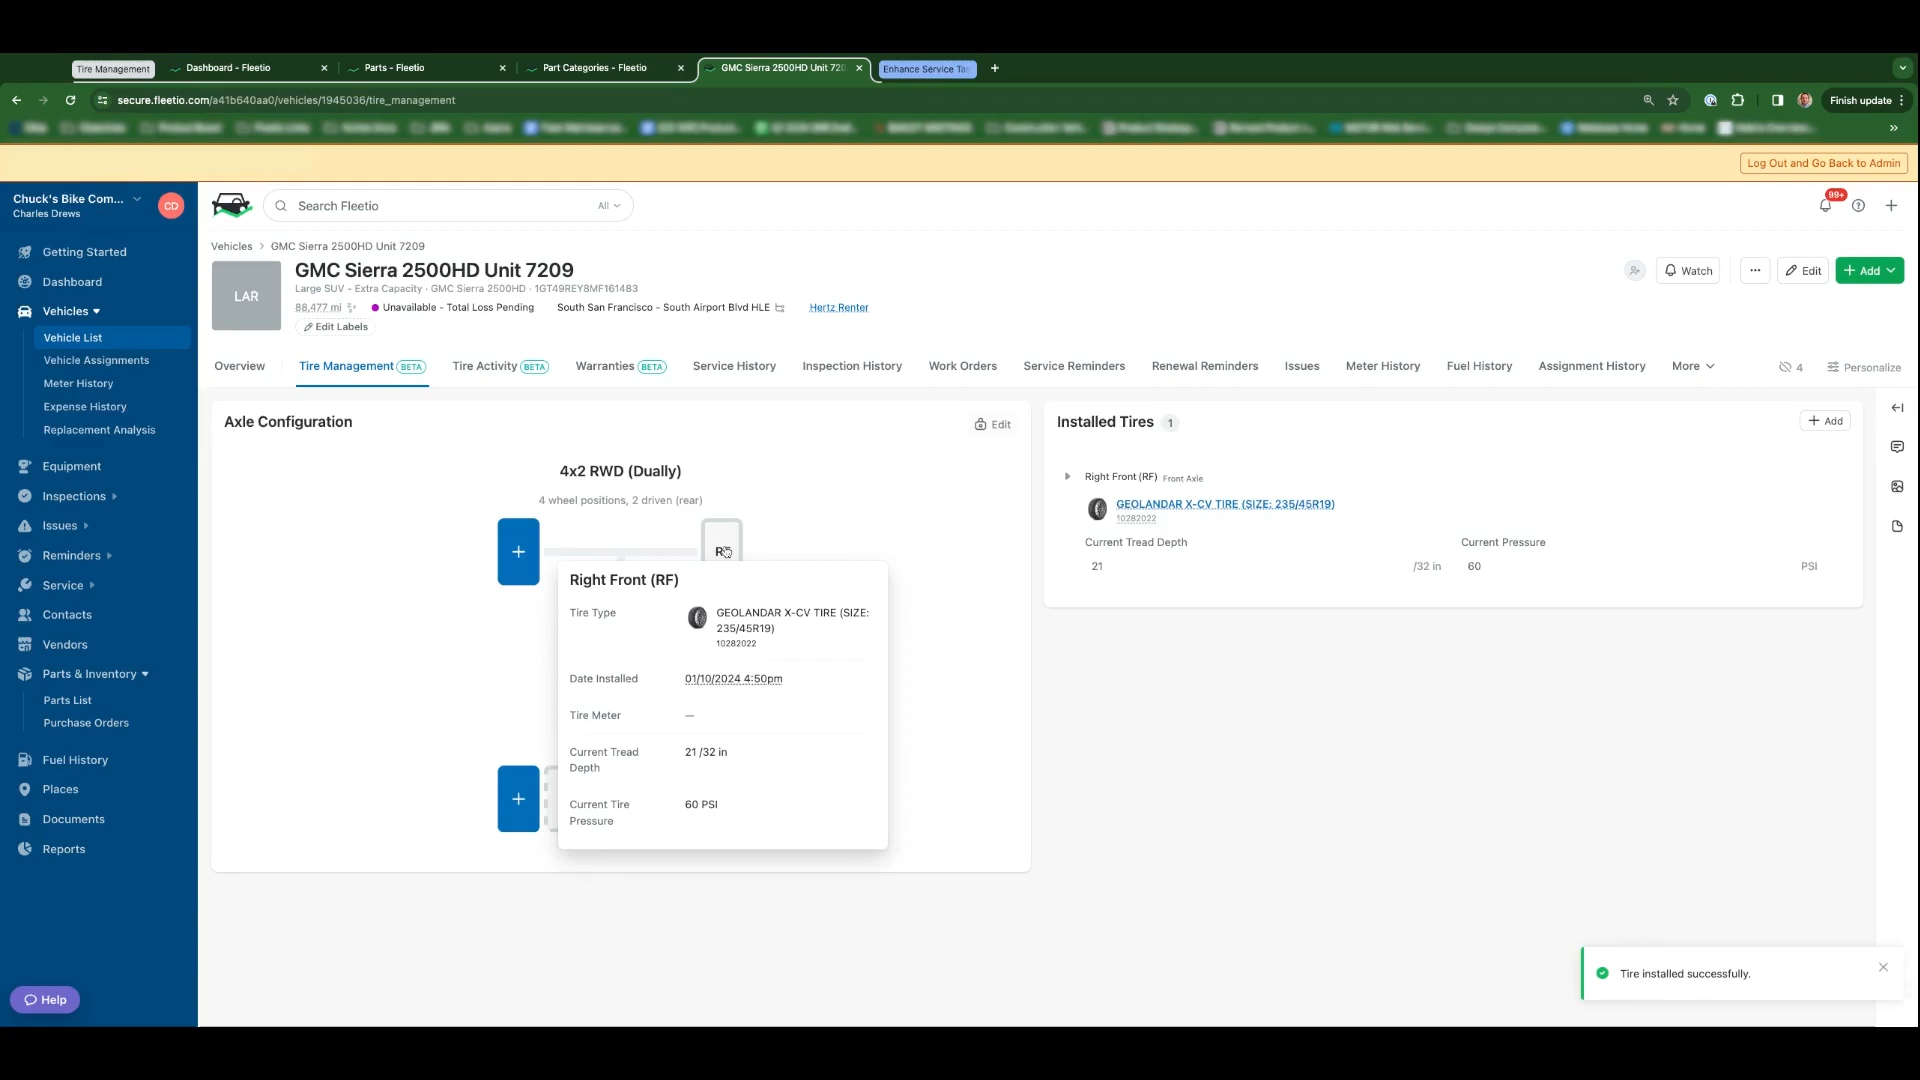 Tire Management
Dashboard - Fleetio
Parts - Fleetio
Part Categories - Fleetio
GMC Sierra 2500HD Unit 720
Enhance Service Ta
secure.fleetio.com/a41b640aa0/vehicles/1945036/tire_management
Finish update
Log Out and Go Back to Admin
Chuck's Bike Com...
Charles Drews
CD
Search Fleetio
All
99+
Getting Started
Dashboard
Vehicles
Vehicle List
Vehicle Assignments
Meter History
Expense History
Replacement Analysis
Equipment
Inspections
Issues
Reminders
Service
Contacts
Vendors
Parts & Inventory
Parts List
Purchase Orders
Fuel History
Places
Documents
Reports
Help
Vehicles > GMC Sierra 2500HD Unit 7209
LAR
GMC Sierra 2500HD Unit 7209
Large SUV - Extra Capacity · GMC Sierra 2500HD · 1GT49REY8MF161483
88,477 mi Unavailable - Total Loss Pending South San Francisco - South Airport Blvd HLE Hertz Renter
Edit Labels
Watch
Edit
Add
Overview
Tire Management BETA
Tire Activity BETA
Warranties BETA
Service History
Inspection History
Work Orders
Service Reminders
Renewal Reminders
Issues
Meter History
Fuel History
Assignment History
More
4
Personalize
Axle Configuration
Edit
4x2 RWD (Dually)
4 wheel positions, 2 driven (rear)
Right Front (RF)
Tire Type
GEOLANDAR X-CV TIRE (SIZE:
235/45R19)
10282022
Date Installed 01/10/2024 4:50pm
Tire Meter —
Current Tread
Depth
21 /32 in
Current Tire
Pressure
60 PSI
Installed Tires 1
Add
Right Front (RF) Front Axle
GEOLANDAR X-CV TIRE (SIZE: 235/45R19)
10282022
Current Tread Depth
21 /32 in
Current Pressure
60 PSI
Tire installed successfully.